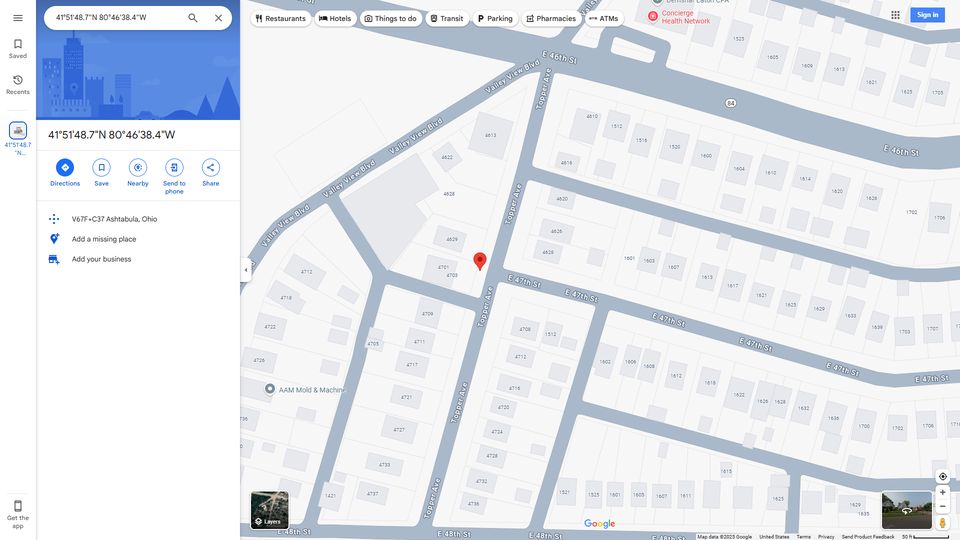 41°51'48.7"N 80°46'38.4"W
Restaurants
Hotels
Things to do
Transit
Parking
Pharmacies
ATMs
Sign in
Saved
Recents
41°51'48.7
"N...
Get the
app
41°51'48.7"N 80°46'38.4"W
Directions
Save
Nearby
Send to
phone
Share
V67F+C37 Ashtabula, Ohio
Add a missing place
Add your business
Concierge
Health Network
E 46th St
84
E 46th St
Valley View Blvd
Valley View Blvd
Valley View Blvd
Valley View Blvd
Topper Ave
Topper Ave
Topper Ave
Topper Ave
Topper Ave
E 47th St
E 47th St
E 47th St
E 47th St
E 47th St
E 47th St
E 48th St
E 48th St
E 48th St
AAM Mold & Machine
1525
1605
1609
1613
1621
1625
1705
4610
1512
1516
1520
1600
1604
1610
1614
1620
1628
1702
1706
4613
4622
4628
4616
4620
4626
4628
4629
4701
4703
1601
1603
1607
1613
1617
1621
1625
1633
1639
1703
1707
4712
4718
4722
4726
4705
4709
4711
4717
4721
4727
4733
4737
1421
4708
1512
4712
4716
4720
4724
4728
4732
4736
1602
1606
1608
1612
1618
1622
1626
1628
1632
1636
1700
1702
1706
1710
1521
1525
1601
1605
1607
1611
1615
1629
1635
Layers
Google
Map data ©2023 Google
United States
Terms
Privacy
Send Product Feedback
50 ft